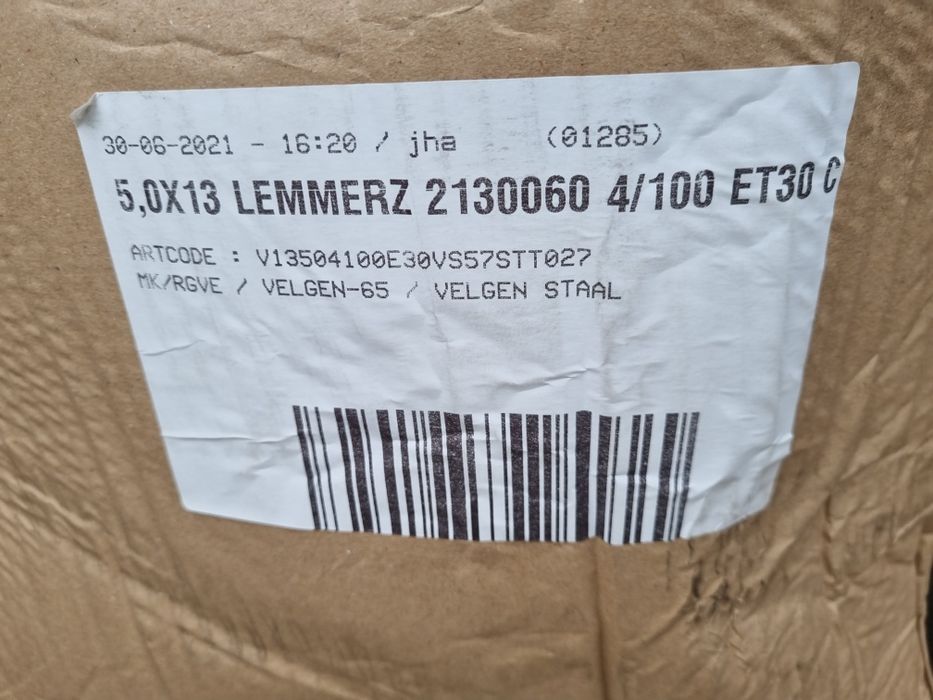 30-06-2021 - 16:20 / jha (01285)
5,0X13 LEMMERZ 2130060 4/100 ET30 C
ARTCODE : V13504100E30VS57STT027
MK/RGVE / VELGEN-65 / VELGEN STAAL